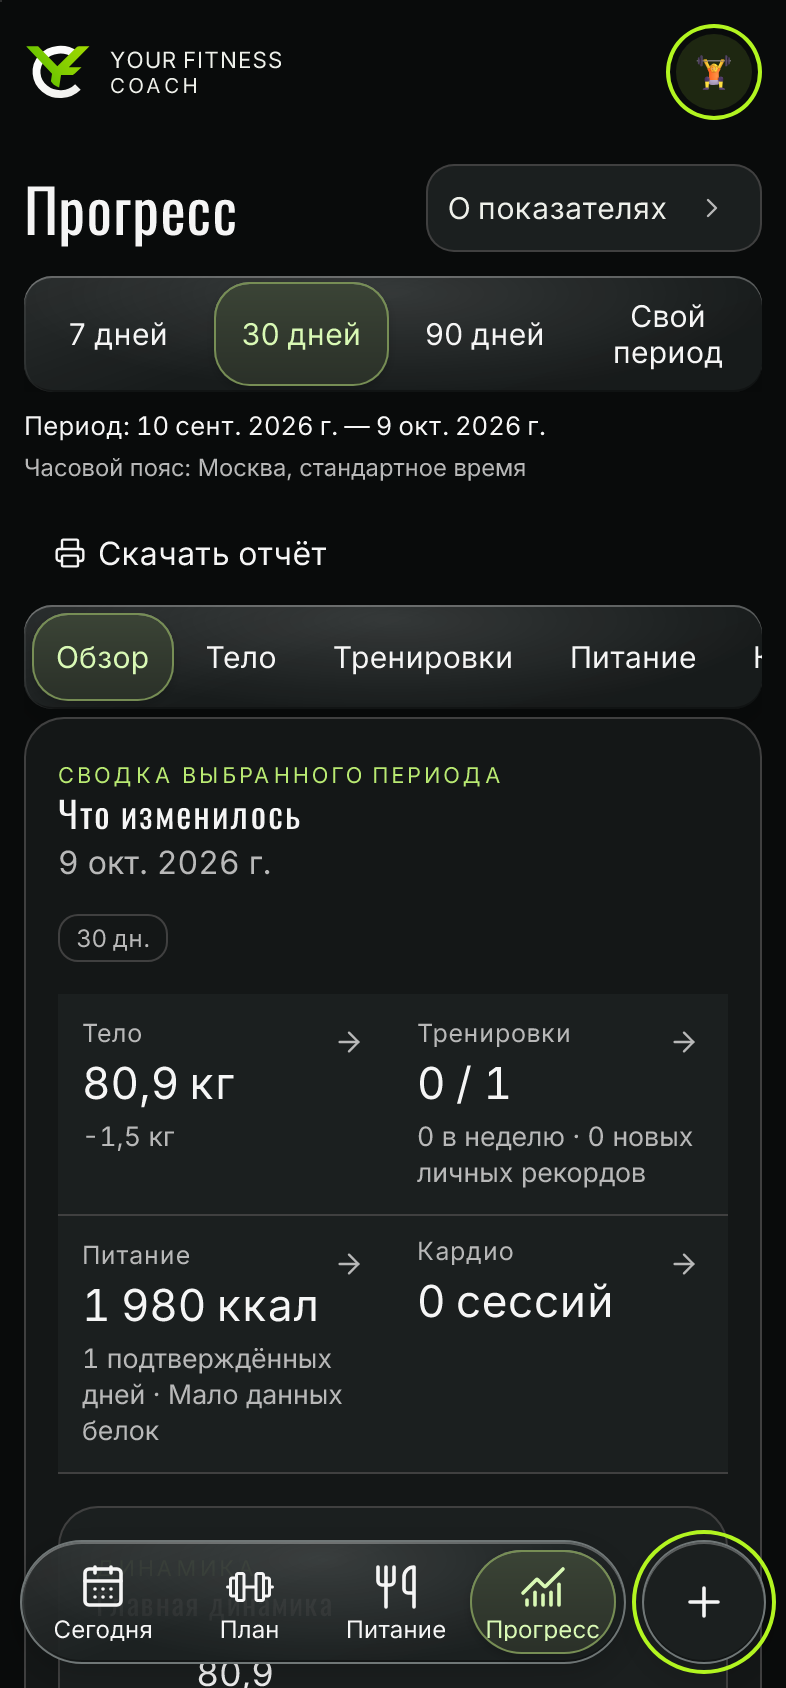 YOUR FITNESS
COACH
Прогресс
О показателях
7 дней
30 дней
90 дней
Свой
период
Период: 10 сент. 2026 г. — 9 окт. 2026 г.
Часовой пояс: Москва, стандартное время
Скачать отчёт
Обзор
Тело
Тренировки
Питание
СВОДКА ВЫБРАННОГО ПЕРИОДА
Что изменилось
9 окт. 2026 г.
30 дн.
Тело
80,9 кг
-1,5 кг
Тренировки
0 / 1
0 в неделю · 0 новых
личных рекордов
Питание
1 980 ккал
1 подтверждённых
дней · Мало данных
белок
Кардио
0 сессий
ДИНАМИКА
Главная динамика
Сегодня
План
Питание
Прогресс
80,9